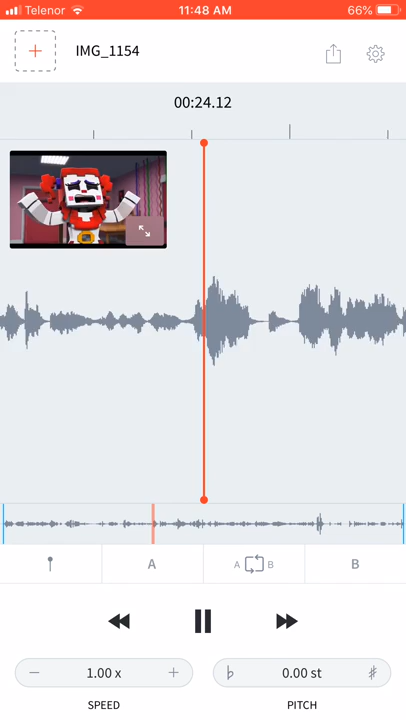 Telenor 11:48 AM 66%
+ IMG_1154
00:24.12
A A B B
− 1.00 x + ♭ 0.00 st ♯
SPEED PITCH